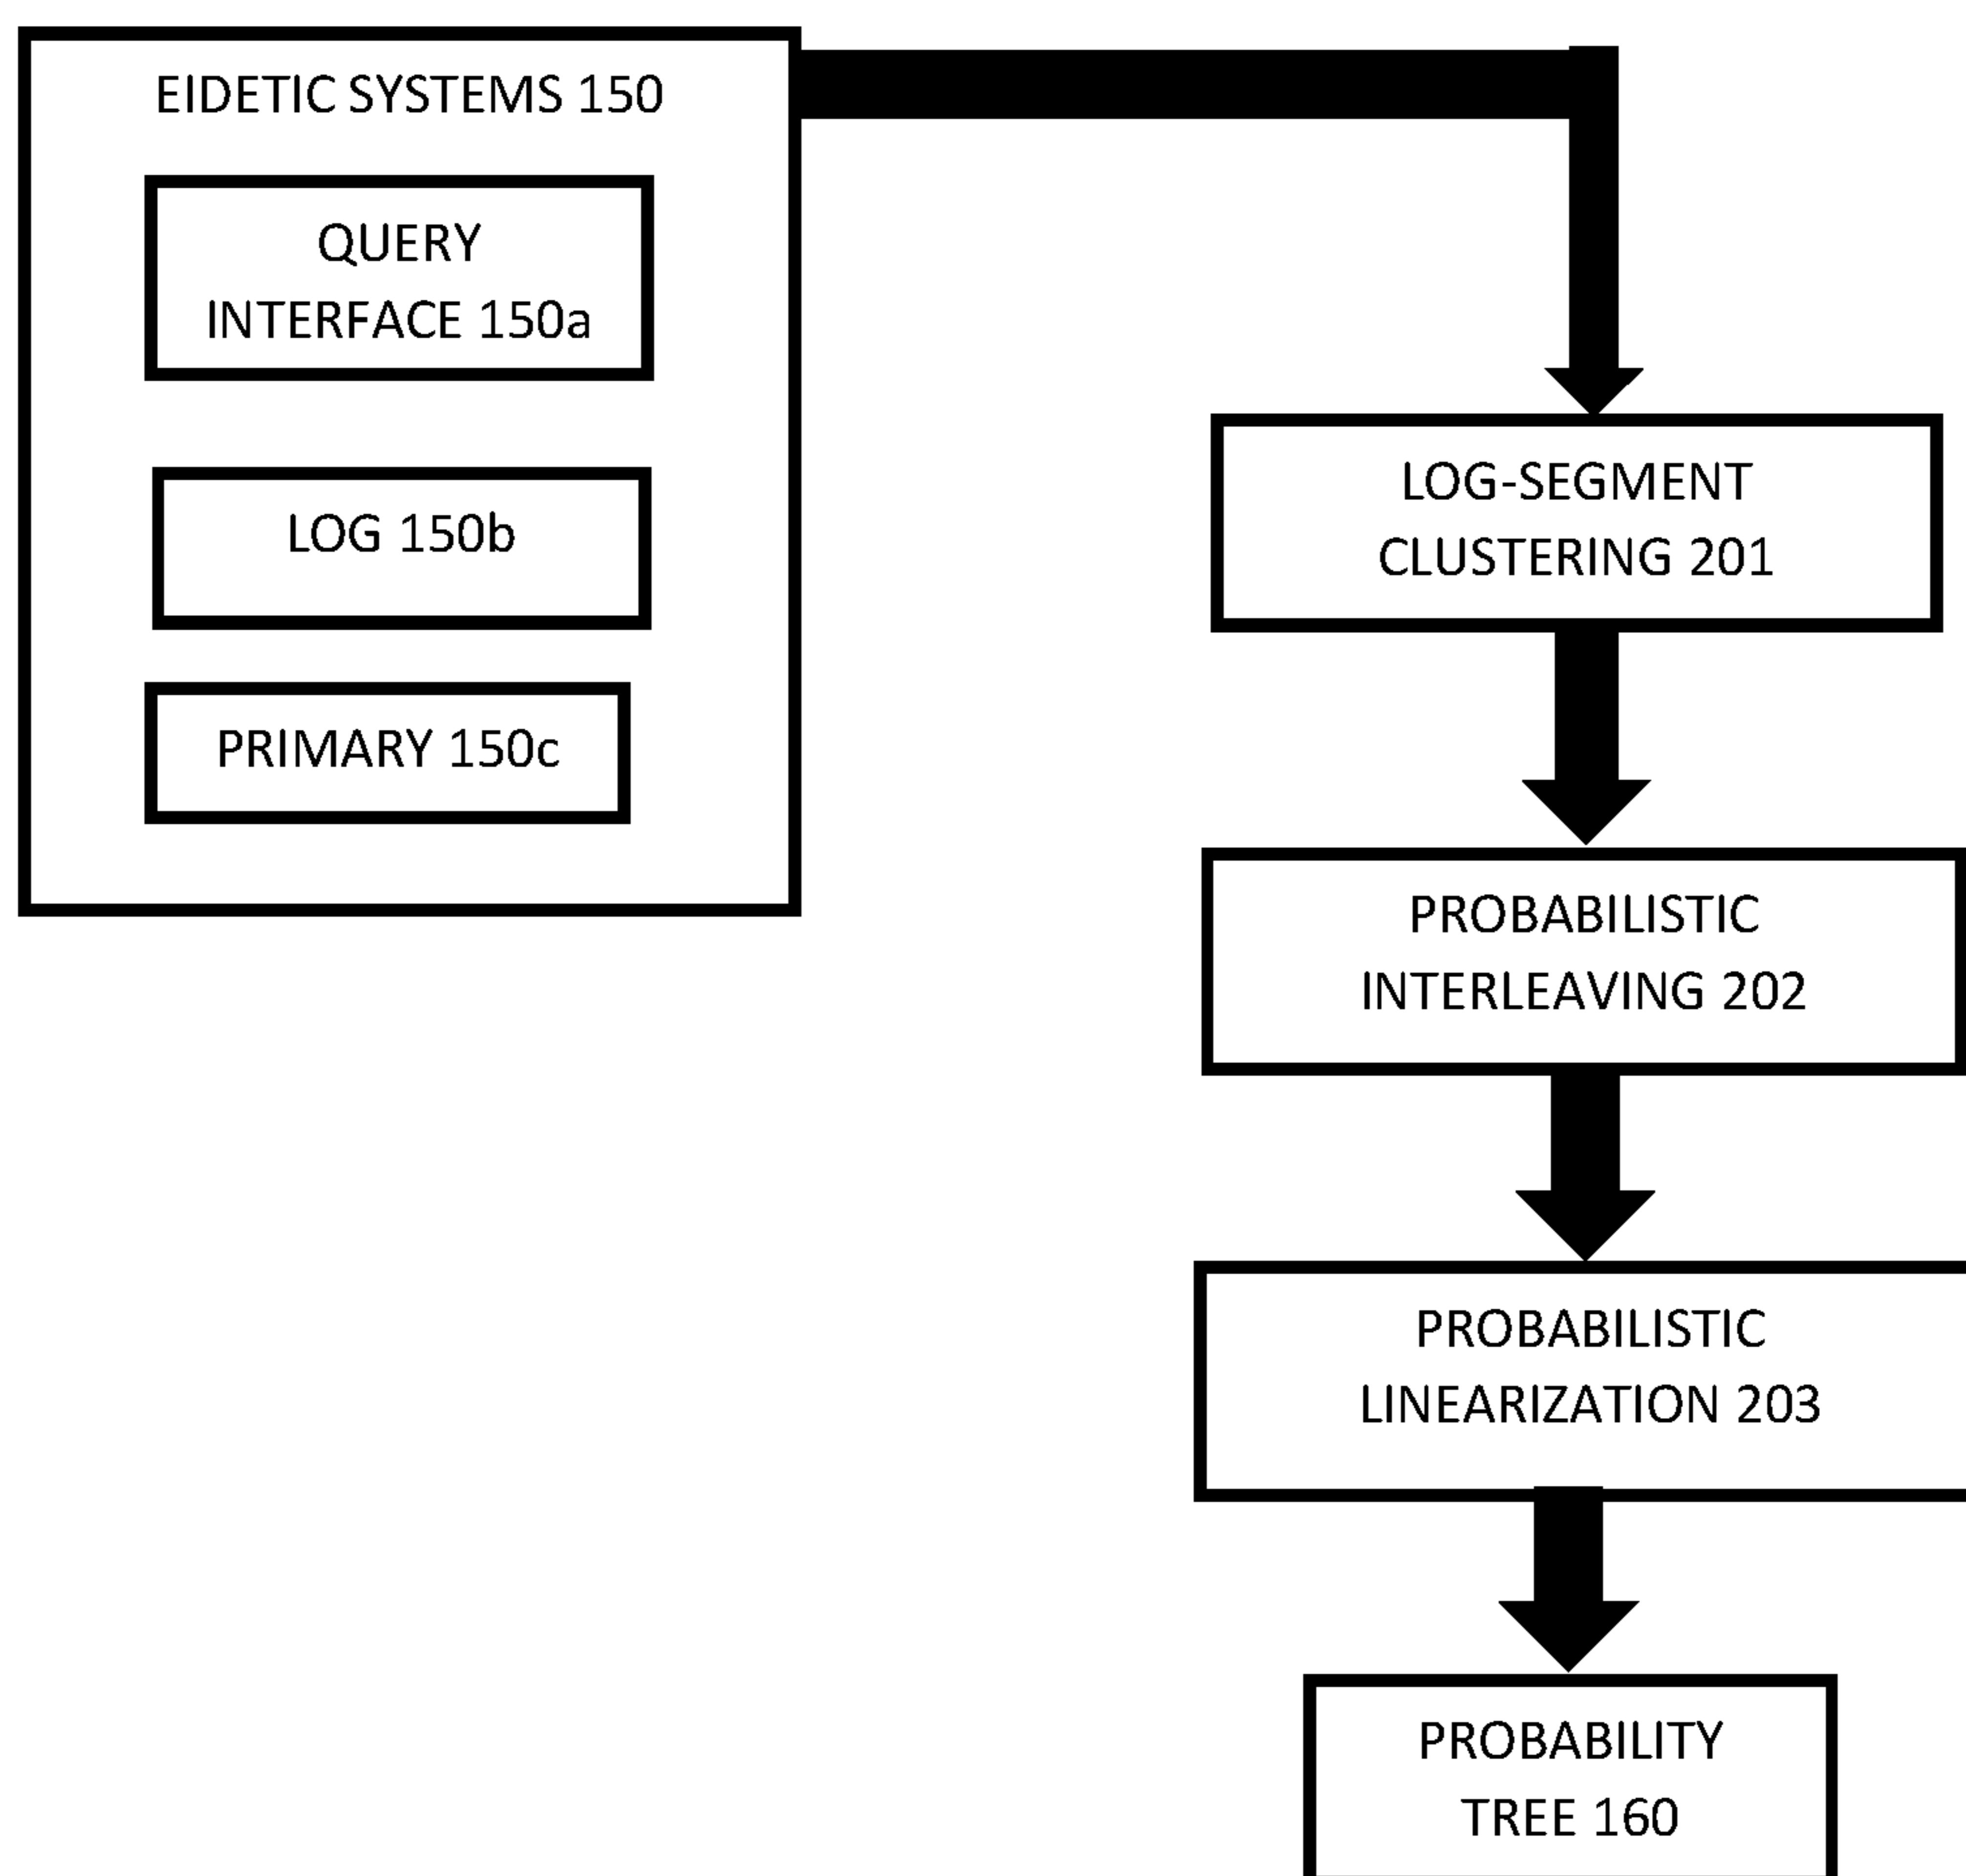 EIDETIC SYSTEMS 150
QUERY
INTERFACE 150a
LOG 150b
PRIMARY 150c
LOG-SEGMENT
CLUSTERING 201
PROBABILISTIC
INTERLEAVING 202
PROBABILISTIC
LINEARIZATION 203
PROBABILITY
TREE 160